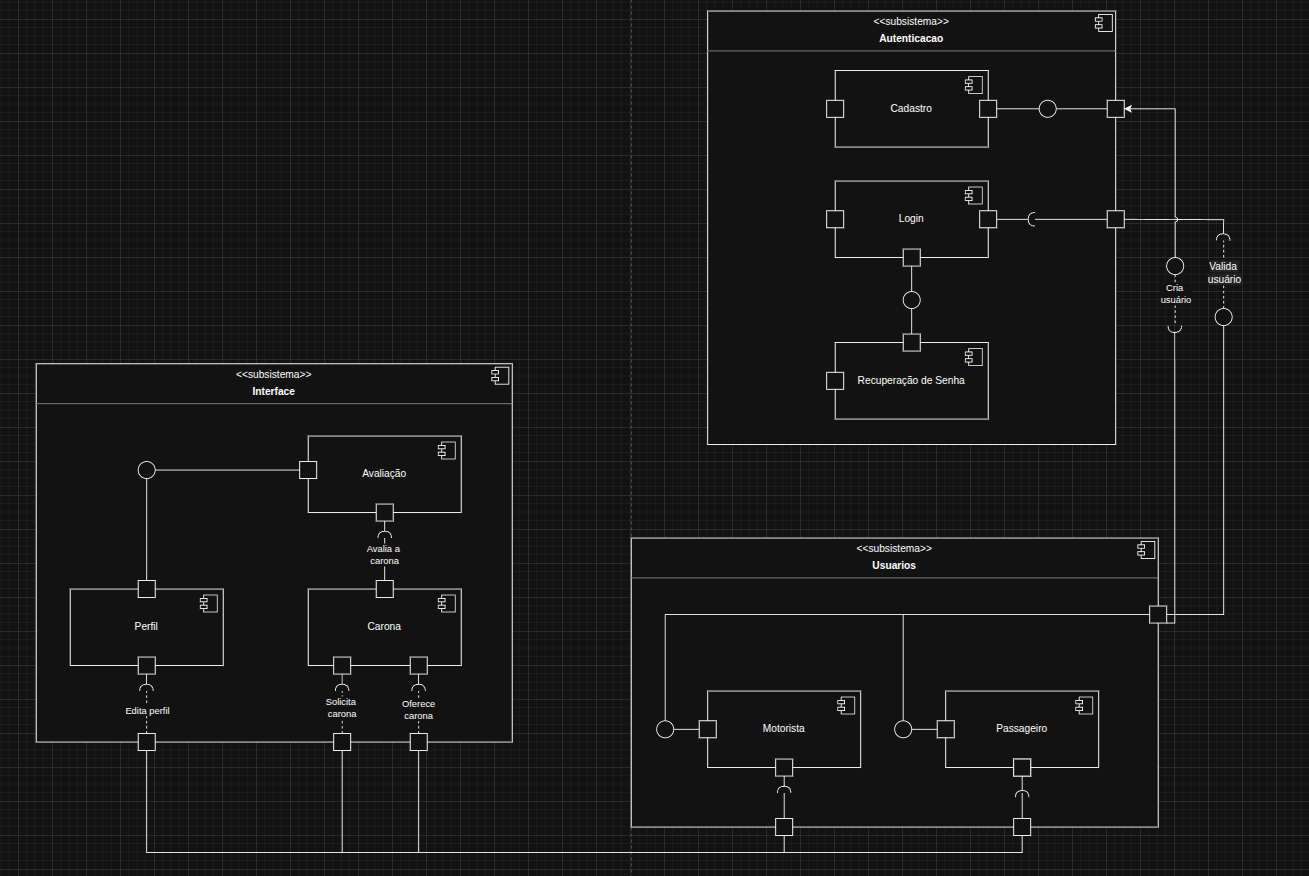 <<subsistema>>
Autenticacao
Cadastro
Login
Recuperação de Senha
Cria
usuário
Valida
usuário
<<subsistema>>
Interface
Avaliação
Avalia a
carona
Perfil
Carona
Edita perfil
Solicita
carona
Oferece
carona
<<subsistema>>
Usuarios
Motorista
Passageiro